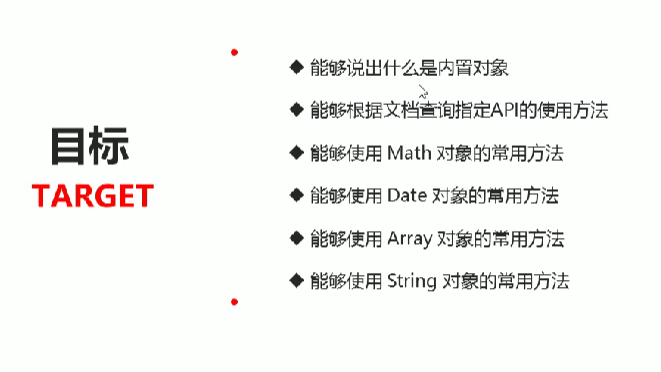 目标
TARGET
能够说出什么是内置对象
能够根据文档查询指定API的使用方法
能够使用 Math 对象的常用方法
能够使用 Date 对象的常用方法
能够使用 Array 对象的常用方法
能够使用 String 对象的常用方法